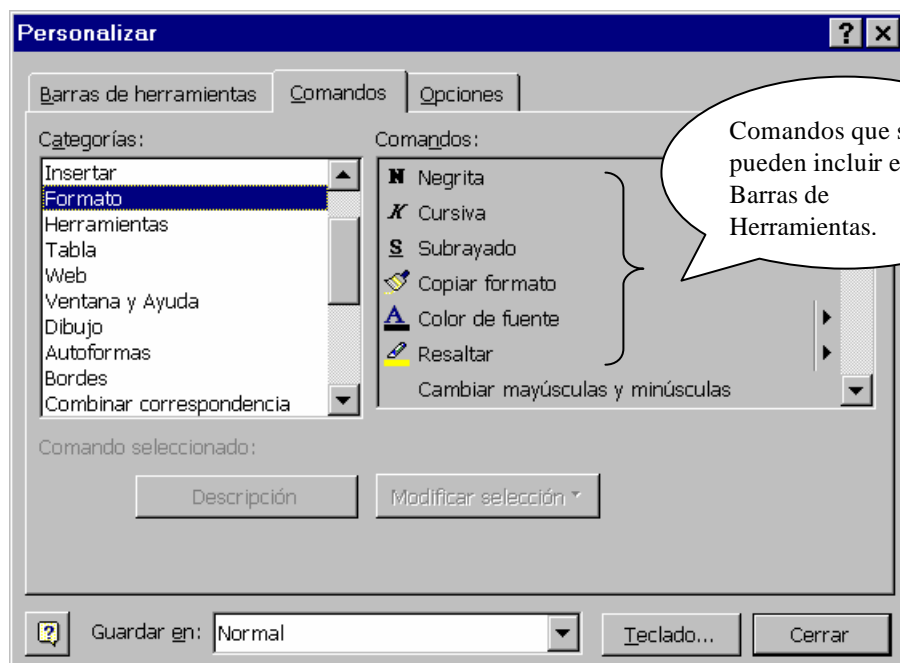 Personalizar
Barras de herramientas
Comandos
Opciones
Categorías:
Insertar
Formato
Herramientas
Tabla
Web
Ventana y Ayuda
Dibujo
Autoformas
Bordes
Combinar correspondencia
Comandos:
N Negrita
K Cursiva
S Subrayado
Copiar formato
A Color de fuente
Resaltar
Cambiar mayúsculas y minúsculas
Comandos que s
pueden incluir e
Barras de
Herramientas.
Comando seleccionado:
Descripción
Modificar selección
Guardar en:
Normal
Teclado...
Cerrar